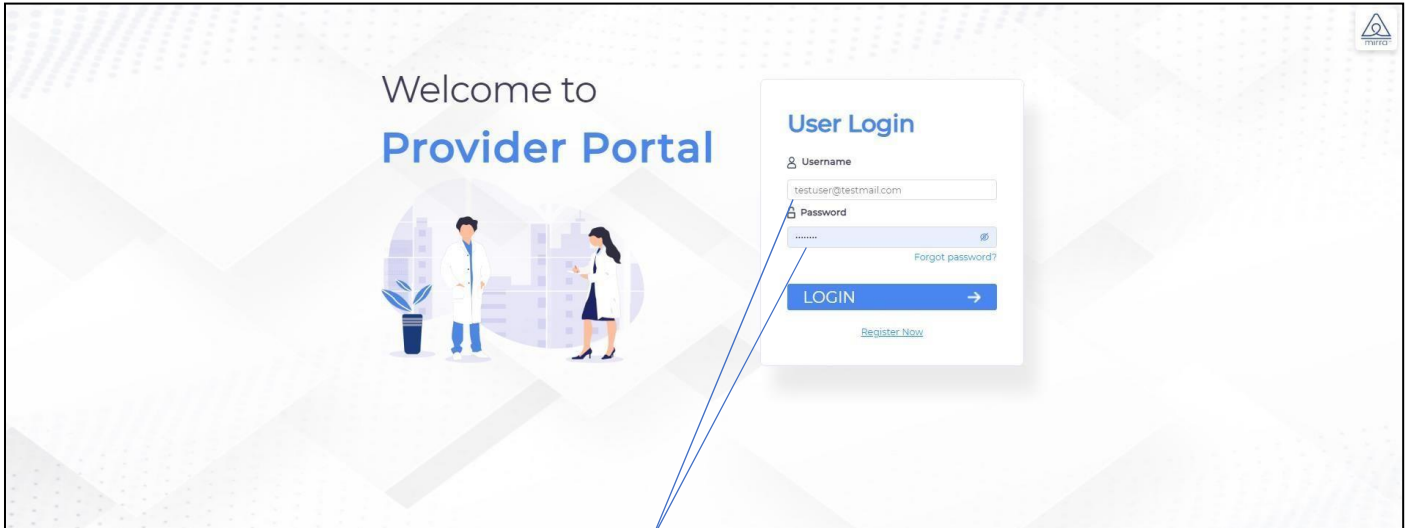 mirra
Welcome to
Provider Portal
User Login
Username
testuser@testmail.com
Password
········
Forgot password?
LOGIN
Register Now